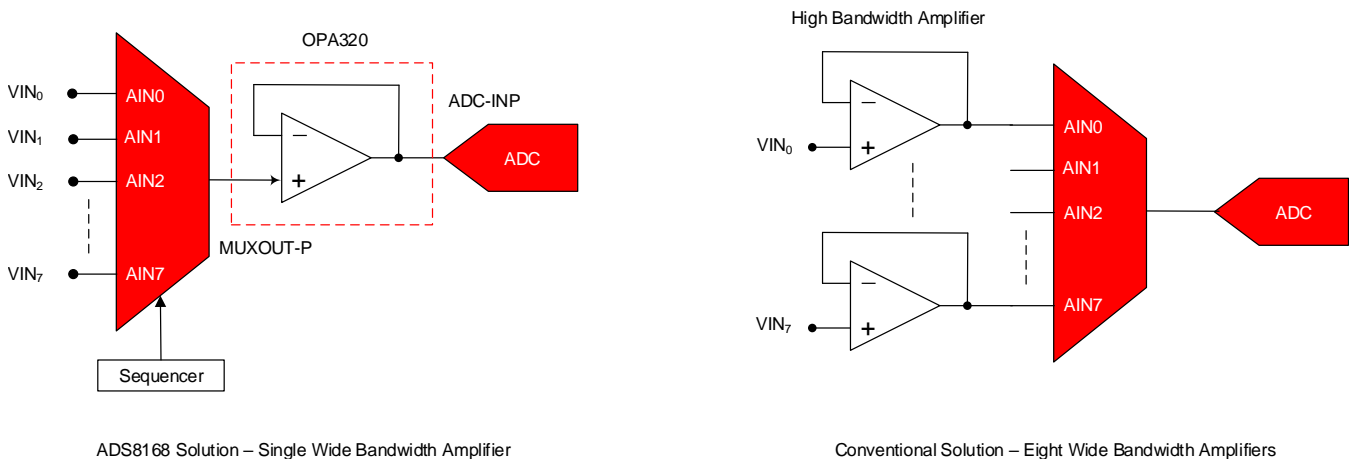 OPA320
VIN0
AIN0
VIN1
AIN1
VIN2
AIN2
VIN7
AIN7
MUXOUT-P
ADC-INP
ADC
Sequencer
ADS8168 Solution – Single Wide Bandwidth Amplifier
High Bandwidth Amplifier
VIN0
VIN7
AIN0
AIN1
AIN2
AIN7
ADC
Conventional Solution – Eight Wide Bandwidth Amplifiers